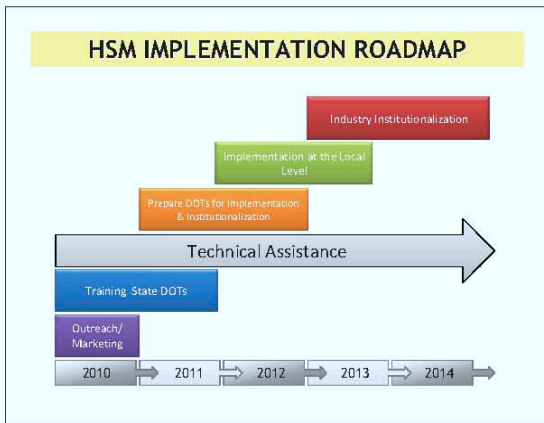 HSM IMPLEMENTATION ROADMAP
Industry Institutionalization
Implementation at the Local
Level
Prepare DOTs for Implementation
& Institutionalization
Technical Assistance
Training State DOTs
Outreach/
Marketing
2010 2011 2012 2013 2014